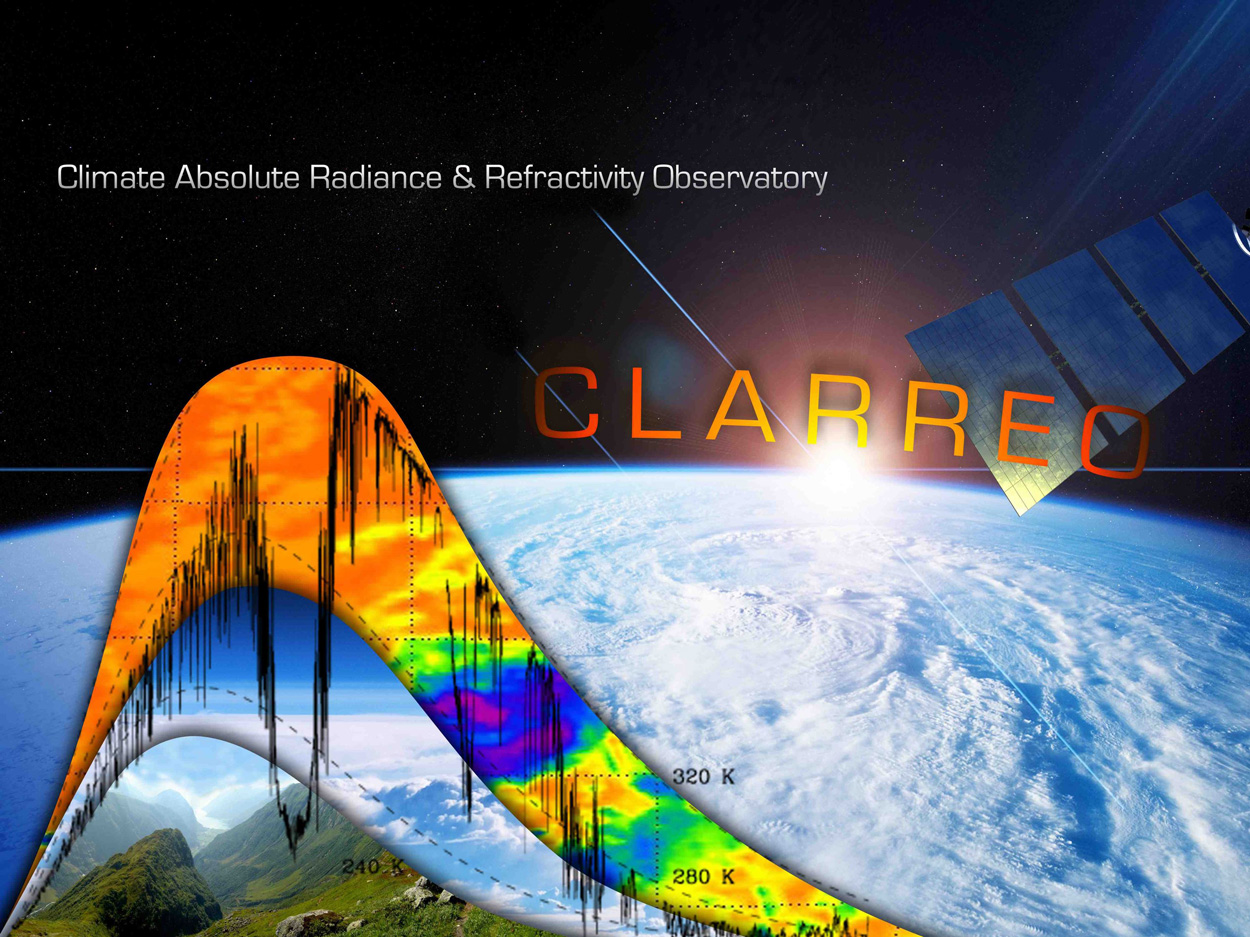 Climate Absolute Radiance & Refractivity Observatory
CLARREO
320 K
240 K
280 K